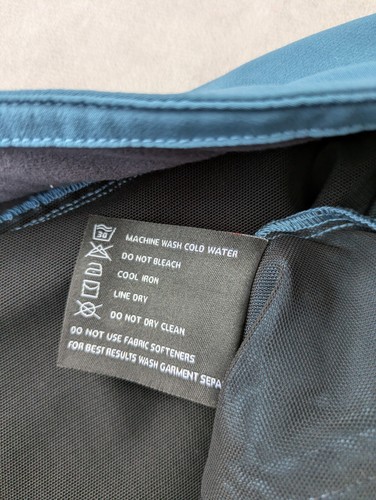 30 MACHINE WASH COLD WATER
DO NOT BLEACH
COOL IRON
LINE DRY
DO NOT DRY CLEAN
DO NOT USE FABRIC SOFTENERS
FOR BEST RESULTS WASH GARMENT